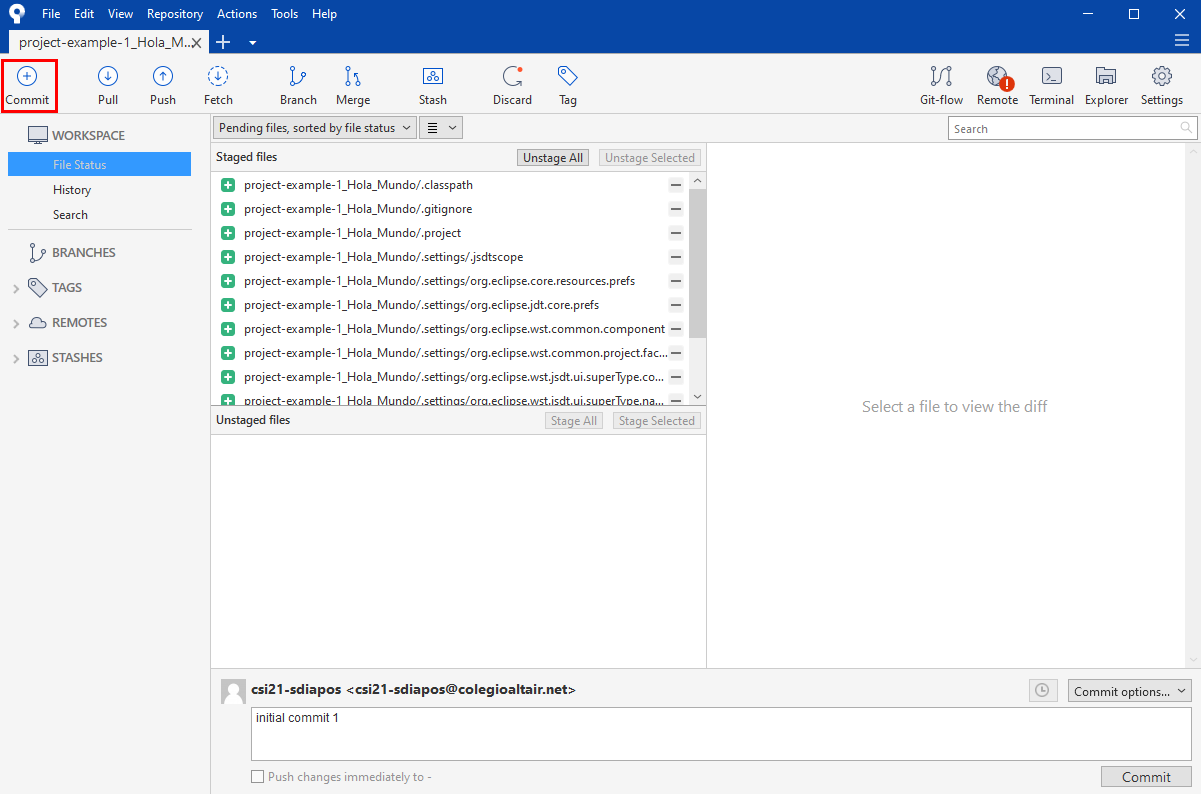 File Edit View Repository Actions Tools Help
project-example-1_Hola_M...
Commit Pull Push Fetch Branch Merge Stash Discard Tag Git-flow Remote Terminal Explorer Settings
WORKSPACE
File Status
History
Search
BRANCHES
TAGS
REMOTES
STASHES
Pending files, sorted by file status
Search
Staged files Unstage All Unstage Selected
project-example-1_Hola_Mundo/.classpath
project-example-1_Hola_Mundo/.gitignore
project-example-1_Hola_Mundo/.project
project-example-1_Hola_Mundo/.settings/.jsdtscope
project-example-1_Hola_Mundo/.settings/org.eclipse.core.resources.prefs
project-example-1_Hola_Mundo/.settings/org.eclipse.jdt.core.prefs
project-example-1_Hola_Mundo/.settings/org.eclipse.wst.common.component
project-example-1_Hola_Mundo/.settings/org.eclipse.wst.common.project.fac...
project-example-1_Hola_Mundo/.settings/org.eclipse.wst.jsdt.ui.superType.co...
project-example-1_Hola_Mundo/.settings/org.eclipse.wst.jsdt.ui.superType.na...
Unstaged files Stage All Stage Selected
Select a file to view the diff
csi21-sdiapos <csi21-sdiapos@colegioaltair.net>
Commit options...
initial commit 1
Push changes immediately to -
Commit